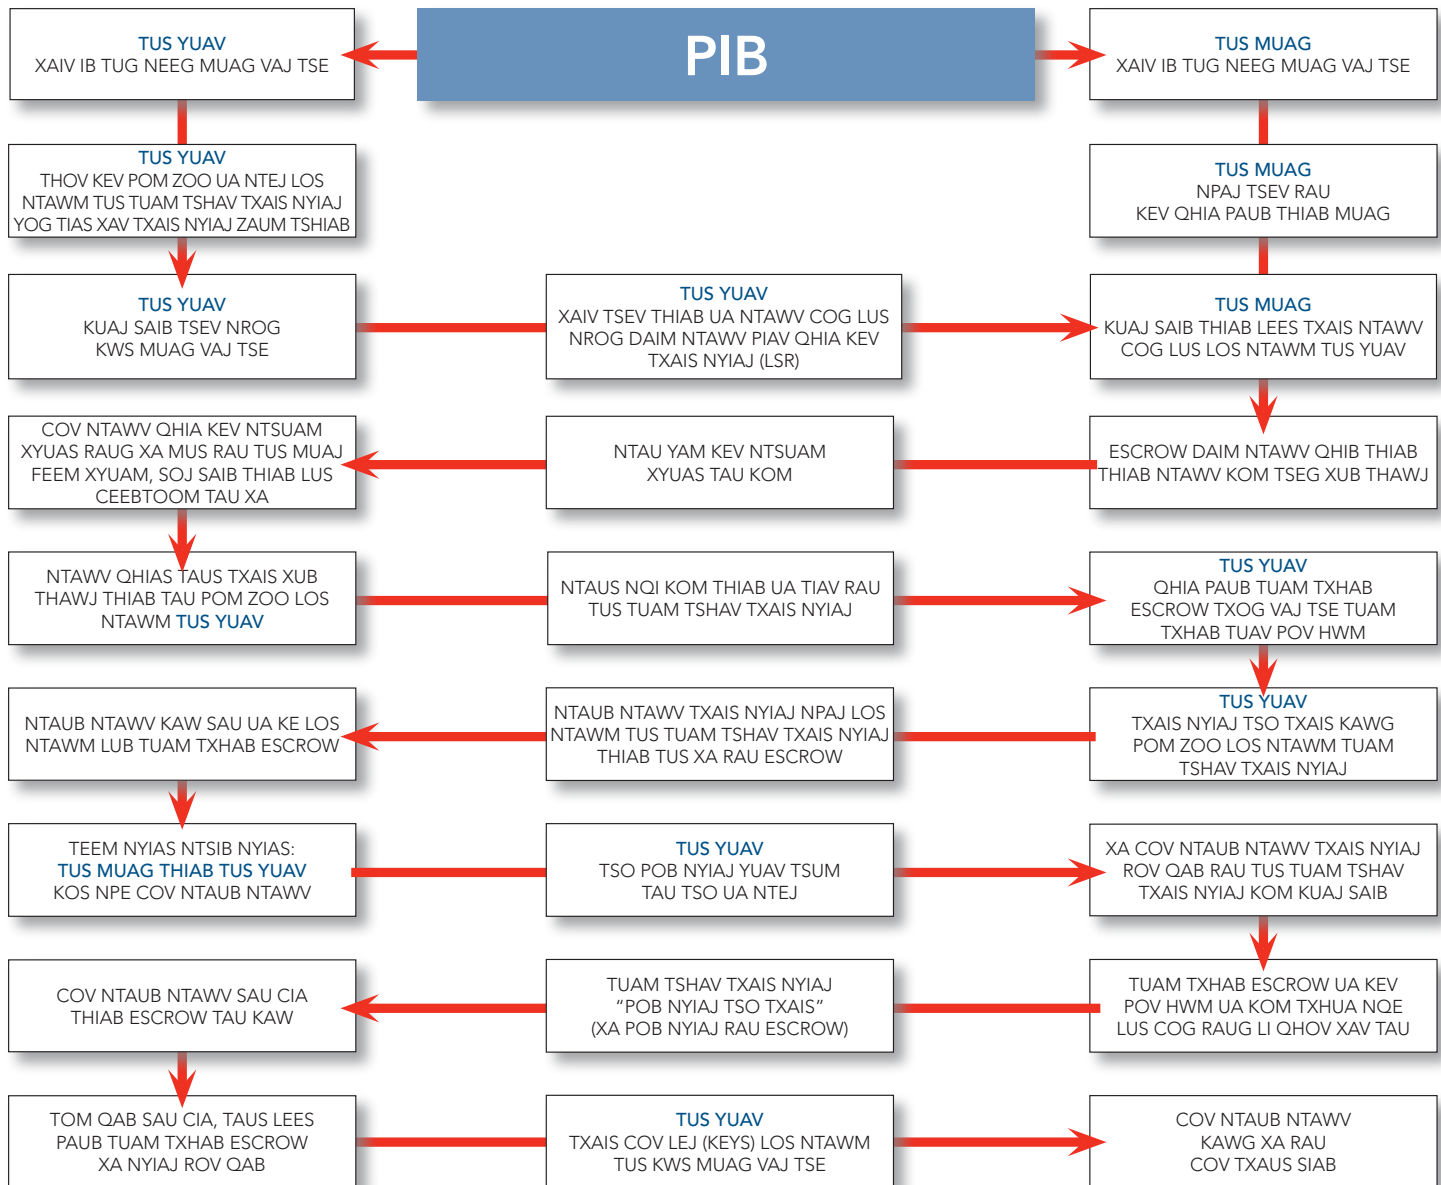 PIB
TUS YUAV
XAIV IB TUG NEEG MUAG VAJ TSE
TUS MUAG
XAIV IB TUG NEEG MUAG VAJ TSE
TUS YUAV
THOV KEV POM ZOO UA NTEJ LOS
NTAWM TUS TUAM TSHAV TXAIS NYIAJ
YOG TIAS XAV TXAIS NYIAJ ZAUM TSHIAB
TUS MUAG
NPAJ TSEV RAU
KEV QHIA PAUB THIAB MUAG
TUS YUAV
KUAJ SAIB TSEV NROG
KWS MUAG VAJ TSE
TUS YUAV
XAIV TSEV THIAB UA NTAWV COG LUS
NROG DAIM NTAWV PIAV QHIA KEV
TXAIS NYIAJ (LSR)
TUS MUAG
KUAJ SAIB THIAB LEES TXAIS NTAWV
COG LUS LOS NTAWM TUS YUAV
ESCROW DAIM NTAWV QHIB THIAB
THIAB NTAWV KOM TSEG XUB THAWJ
NTAU YAM KEV NTSUAM
XYUAS TAU KOM
COV NTAWV QHIA KEV NTSUAM
XYUAS RAUG XA MUS RAU TUS MUAJ
FEEM XYUAM, SOJ SAIB THIAB LUS
CEEBTOOM TAU XA
NTAWV QHIAS TAUS TXAIS XUB
THAWJ THIAB TAU POM ZOO LOS
NTAWM TUS YUAV
NTAUS NQI KOM THIAB UA TIAV RAU
TUS TUAM TSHAV TXAIS NYIAJ
TUS YUAV
QHIA PAUB TUAM TXHAB
ESCROW TXOG VAJ TSE TUAM
TXHAB TUAV POV HWM
TUS YUAV
TXAIS NYIAJ TSO TXAIS KAWG
POM ZOO LOS NTAWM TUAM
TSHAV TXAIS NYIAJ
NTAUB NTAWV TXAIS NYIAJ NPAJ LOS
NTAWM TUS TUAM TSHAV TXAIS NYIAJ
THIAB TUS XA RAU ESCROW
NTAUB NTAWV KAW SAU UA KE LOS
NTAWM LUB TUAM TXHAB ESCROW
TEEM NYIAS NTSIB NYIAS:
TUS MUAG THIAB TUS YUAV
KOS NPE COV NTAUB NTAWV
TUS YUAV
TSO POB NYIAJ YUAV TSUM
TAU TSO UA NTEJ
XA COV NTAUB NTAWV TXAIS NYIAJ
ROV QAB RAU TUS TUAM TSHAV
TXAIS NYIAJ KOM KUAJ SAIB
TUAM TXHAB ESCROW UA KEV
POV HWM UA KOM TXHUA NQE
LUS COG RAUG LI QHOV XAV TAU
TUAM TSHAV TXAIS NYIAJ
“POB NYIAJ TSO TXAIS”
(XA POB NYIAJ RAU ESCROW)
COV NTAUB NTAWV SAU CIA
THIAB ESCROW TAU KAW
TOM QAB SAU CIA, TAUS LEES
PAUB TUAM TXHAB ESCROW
XA NYIAJ ROV QAB
TUS YUAV
TXAIS COV LEJ (KEYS) LOS NTAWM
TUS KWS MUAG VAJ TSE
COV NTAUB NTAWV
KAWG XA RAU
COV TXAUS SIAB